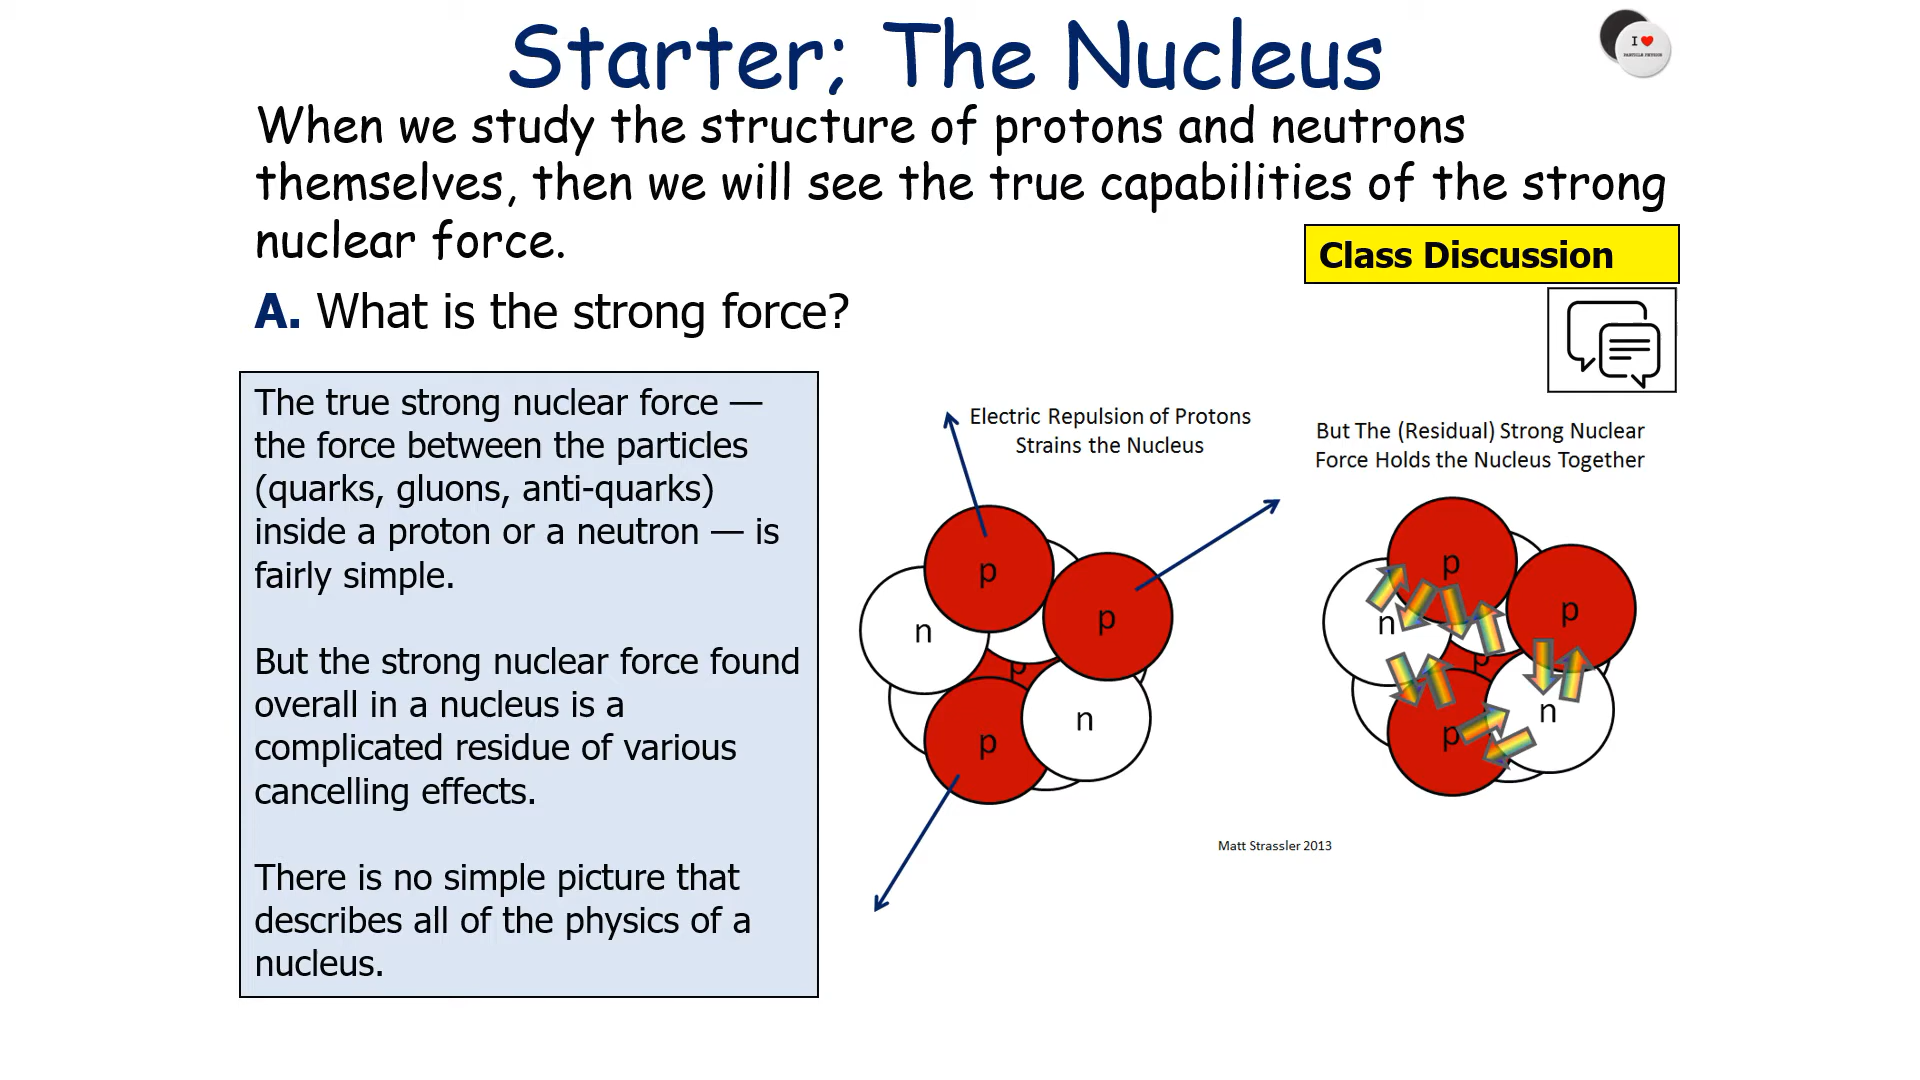 Starter; The Nucleus
I
PARTICLE PHYSICS
When we study the structure of protons and neutrons
themselves, then we will see the true capabilities of the strong
nuclear force.
Class Discussion
A. What is the strong force?
The true strong nuclear force —
the force between the particles
(quarks, gluons, anti-quarks)
inside a proton or a neutron — is
fairly simple.
But the strong nuclear force found
overall in a nucleus is a
complicated residue of various
cancelling effects.
There is no simple picture that
describes all of the physics of a
nucleus.
Electric Repulsion of Protons
Strains the Nucleus
p
p
n
p
n
p
But The (Residual) Strong Nuclear
Force Holds the Nucleus Together
p
p
n
p
n
p
Matt Strassler 2013